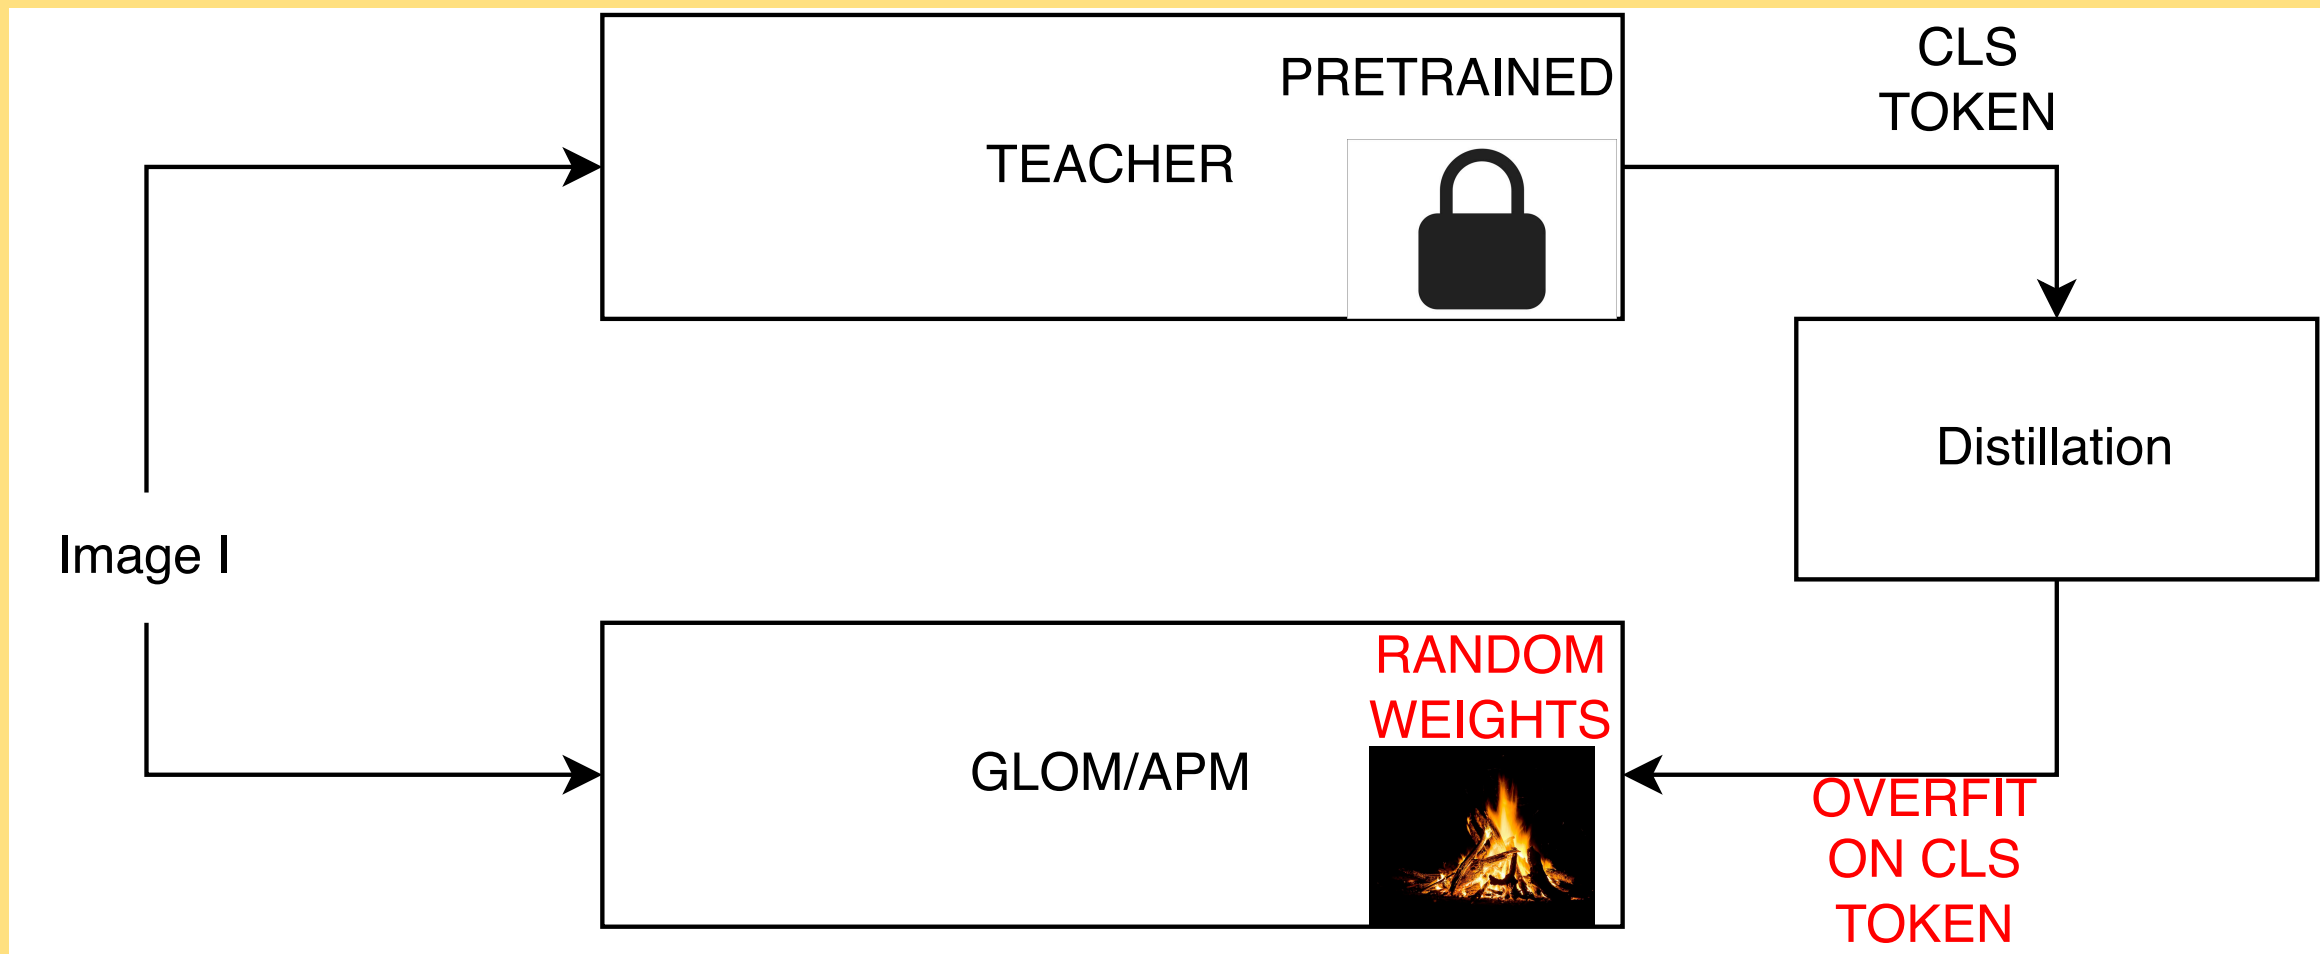 PRETRAINED
TEACHER
CLS
TOKEN
Distillation
Image I
RANDOM
WEIGHTS
GLOM/APM
OVERFIT
ON CLS
TOKEN